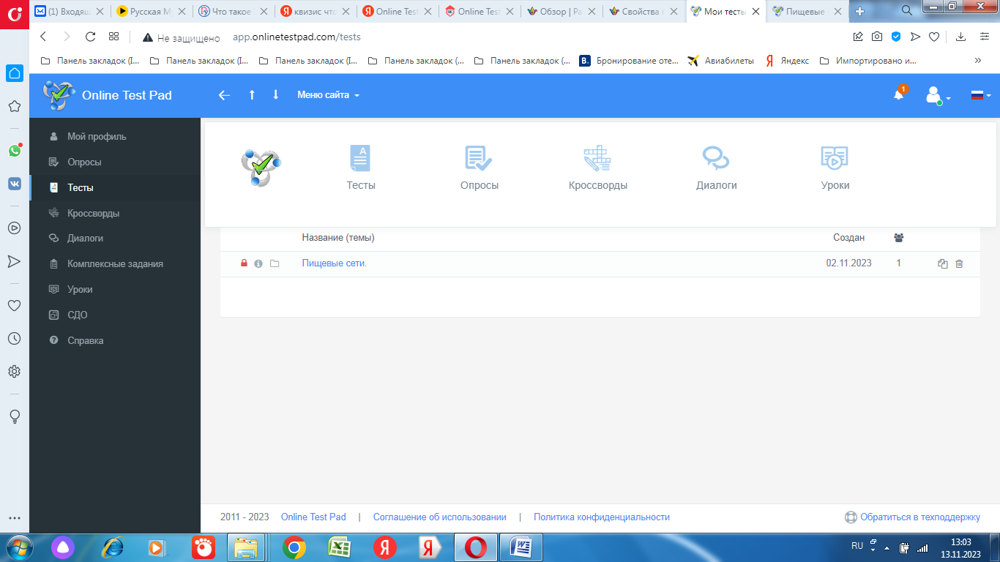 (1) Входящ
Русская М
Что такое
квизис что
Online Test
Online Test
Обзор | Pa
Свойства п
Мои тесты
Пищевые
Не защищено app.onlinetestpad.com/tests
Панель закладок (I...
Панель закладок (I...
Панель закладок (I...
Панель закладок (...
Панель закладок (...
B. Бронирование оте...
Авиабилеты
Я Яндекс
Импортировано и...
»
Online Test Pad
Меню сайта
1
Мой профиль
Опросы
Тесты
Кроссворды
Диалоги
Комплексные задания
Уроки
СДО
Справка
Тесты Опросы Кроссворды Диалоги Уроки
Название (темы) Создан
Пищевые сети. 02.11.2023 1
2011 - 2023 Online Test Pad | Соглашение об использовании | Политика конфиденциальности
Обратиться в техподдержку
RU
13:03
13.11.2023